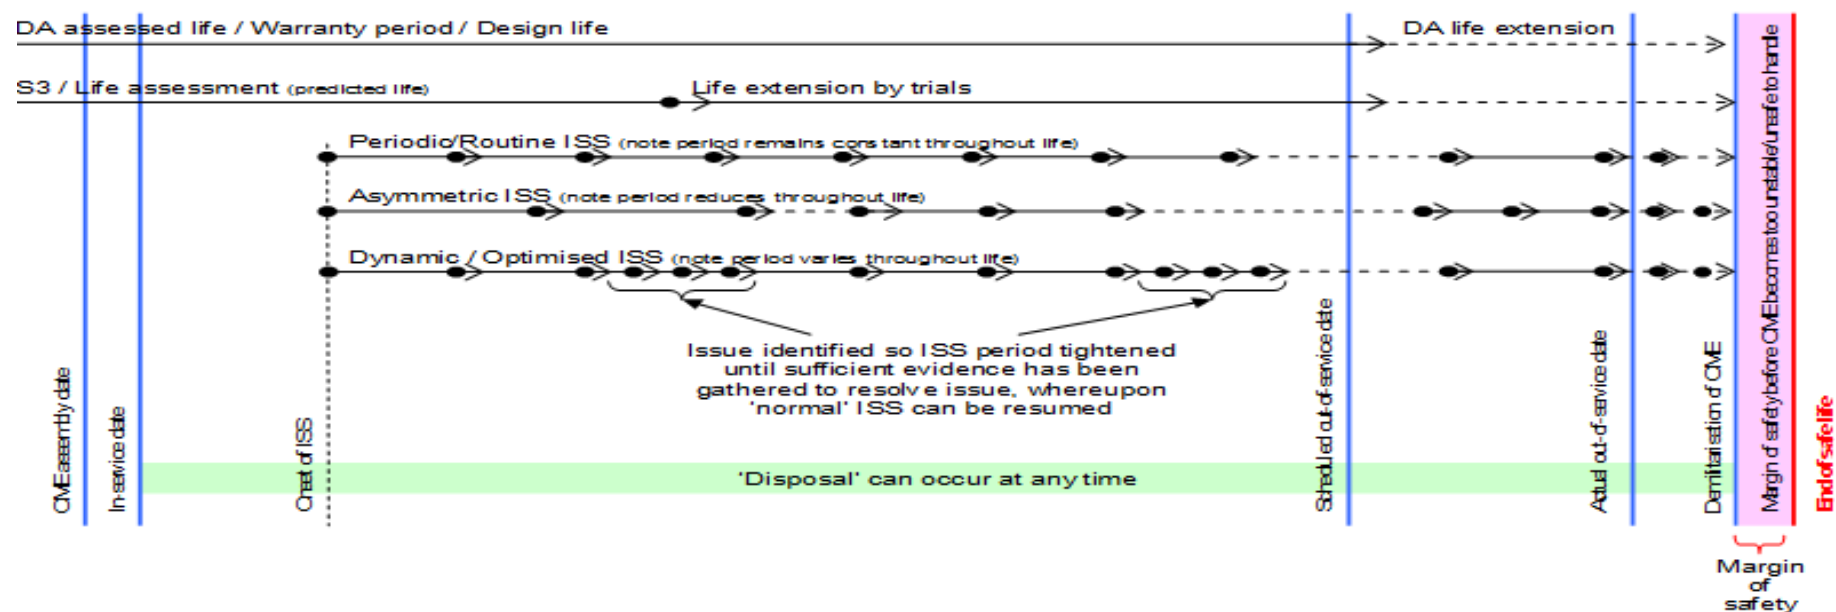 DA assessed life / Warranty period / Design life
DA life extension
S3 / Life assessment (predicted life)
Life extension by trials
Periodic/Routine ISS (note period remains constant throughout life)
Asymmetric ISS (note period reduces throughout life)
Dynamic / Optimised ISS (note period varies throughout life)
Issue identified so ISS period tightened
until sufficient evidence has been
gathered to resolve issue, whereupon
'normal' ISS can be resumed
'Disposal' can occur at any time
CME assembly date
In-service date
Onset of ISS
Scheduled out-of-service date
Actual out-of-service date
Demilitarisation of CME
Margin of safety before CME becomes too unstable/unsafe to handle
End of safe life
Margin
of
safety